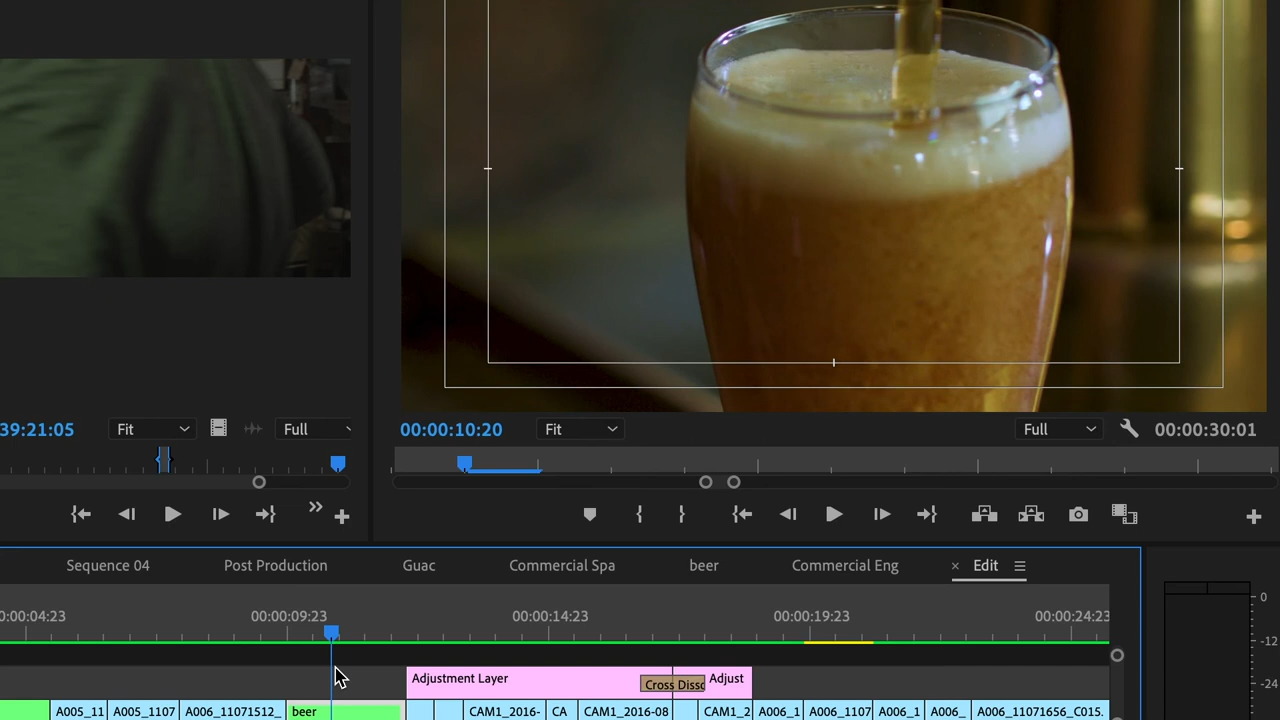 39:21:05 Fit Full
00:00:10:20 Fit Full 00:00:30:01
Sequence 04 Post Production Guac Commercial Spa beer Commercial Eng × Edit
0:00:04:23 00:00:09:23 00:00:14:23 00:00:19:23 00:00:24:23
0
-12
-24
Adjustment Layer Cross Disso Adjust
A005_11 A005_1107 A006_11071512_ beer CAM1_2016- CA CAM1_2016-08 CAM1_2 A006_1 A006_1107 A006_1 A006_ A006_11071656_C015.